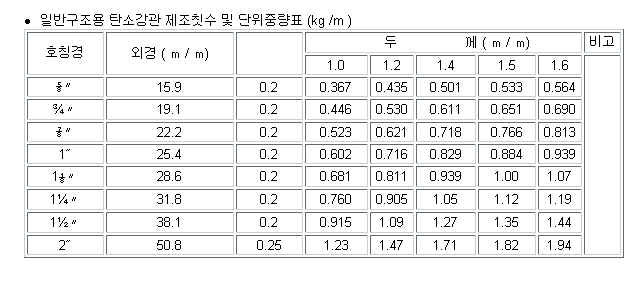 ● 일반구조용 탄소강관 제조칫수 및 단위중량표 (kg /m )
호칭경 외경 ( m / m) 두 께 ( m / m) 비고
1.0 1.2 1.4 1.5 1.6
⅝〃 15.9 0.2 0.367 0.435 0.501 0.533 0.564
¾〃 19.1 0.2 0.446 0.530 0.611 0.651 0.690
⅞〃 22.2 0.2 0.523 0.621 0.718 0.766 0.813
1˝ 25.4 0.2 0.602 0.716 0.829 0.884 0.939
1⅛〃 28.6 0.2 0.681 0.811 0.939 1.00 1.07
1¼〃 31.8 0.2 0.760 0.905 1.05 1.12 1.19
1½〃 38.1 0.2 0.915 1.09 1.27 1.35 1.44
2˝ 50.8 0.25 1.23 1.47 1.71 1.82 1.94